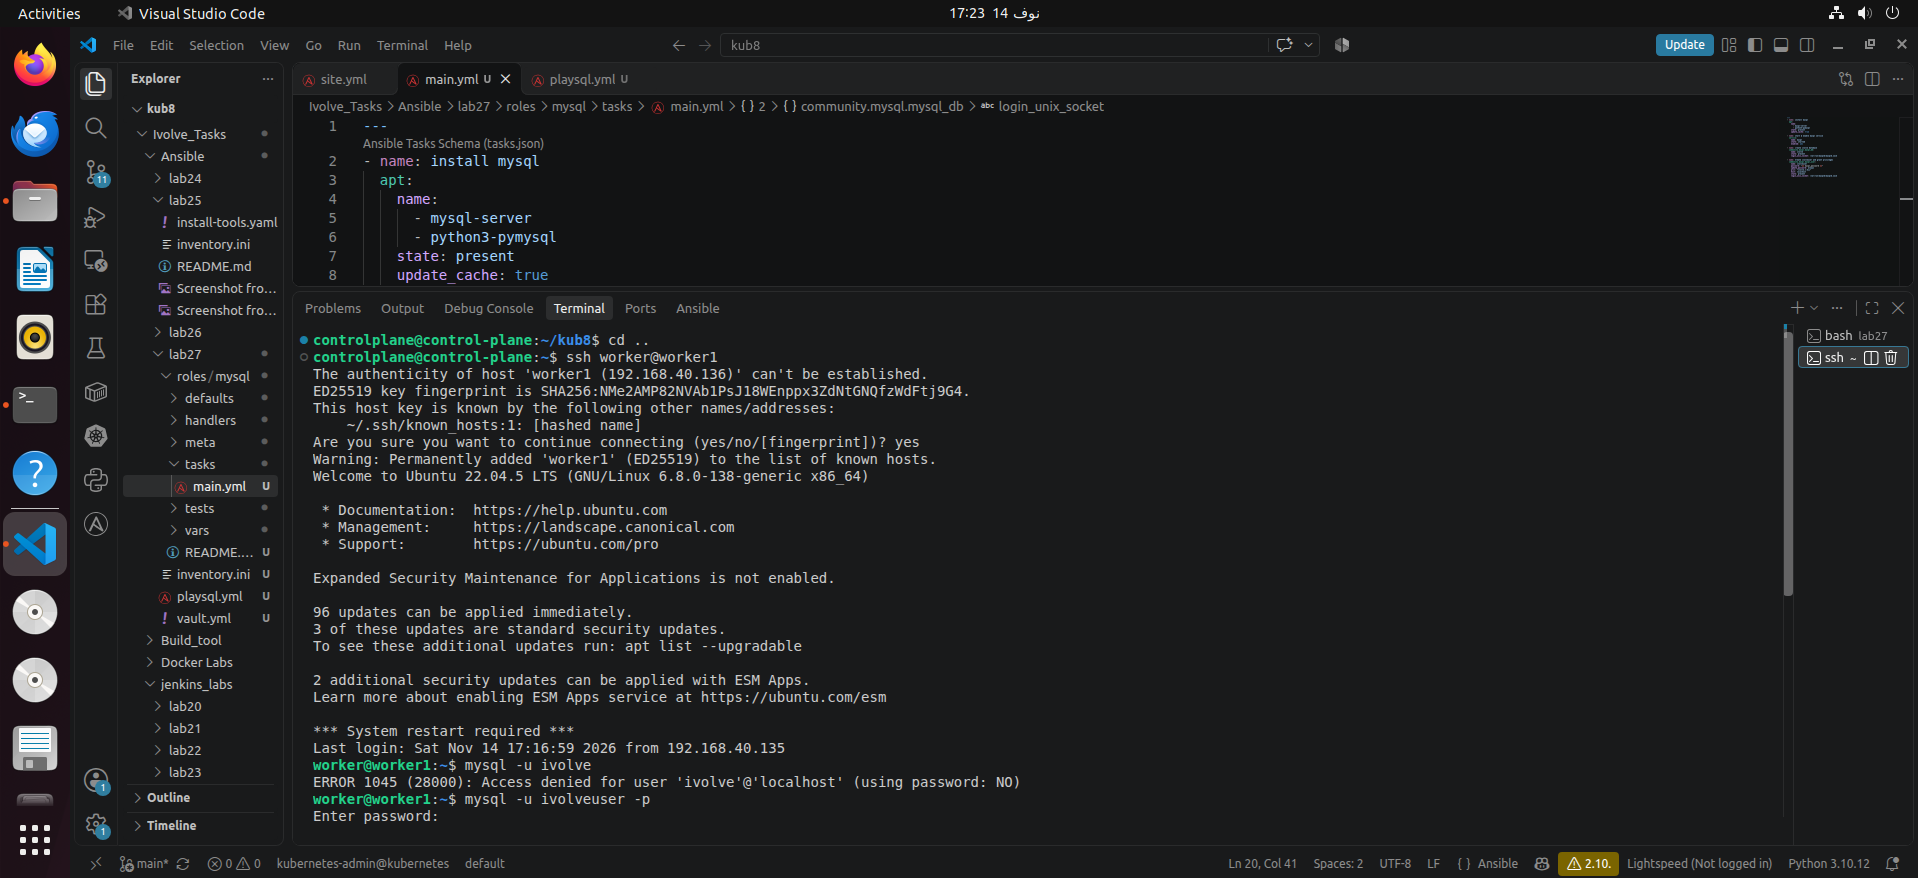 Activities
Visual Studio Code
17:23 14 نوف
File Edit Selection View Go Run Terminal Help
kub8
Update
Explorer
kub8
Ivolve_Tasks
Ansible
lab24
lab25
install-tools.yaml
inventory.ini
README.md
Screenshot fro...
Screenshot fro...
lab26
lab27
roles/mysql
defaults
handlers
meta
tasks
main.yml U
tests
vars
README.... U
inventory.ini U
playsql.yml U
vault.yml U
Build_tool
Docker Labs
jenkins_labs
lab20
lab21
lab22
lab23
Outline
Timeline
11
1
1
site.yml main.yml U playsql.yml U
Ivolve_Tasks > Ansible > lab27 > roles > mysql > tasks > main.yml > { } 2 > { } community.mysql.mysql_db > abc login_unix_socket
1 ---
Ansible Tasks Schema (tasks.json)
2 - name: install mysql
3 apt:
4 name:
5 - mysql-server
6 - python3-pymysql
7 state: present
8 update_cache: true
Problems Output Debug Console Terminal Ports Ansible
bash lab27
ssh ~
controlplane@control-plane:~/kub8$ cd ..
controlplane@control-plane:~$ ssh worker@worker1
The authenticity of host 'worker1 (192.168.40.136)' can't be established.
ED25519 key fingerprint is SHA256:NMe2AMP82NVAb1PsJ18WEnppx3ZdNtGNQfzWdFtj9G4.
This host key is known by the following other names/addresses:
~/.ssh/known_hosts:1: [hashed name]
Are you sure you want to continue connecting (yes/no/[fingerprint])? yes
Warning: Permanently added 'worker1' (ED25519) to the list of known hosts.
Welcome to Ubuntu 22.04.5 LTS (GNU/Linux 6.8.0-138-generic x86_64)
* Documentation: https://help.ubuntu.com
* Management: https://landscape.canonical.com
* Support: https://ubuntu.com/pro
Expanded Security Maintenance for Applications is not enabled.
96 updates can be applied immediately.
3 of these updates are standard security updates.
To see these additional updates run: apt list --upgradable
2 additional security updates can be applied with ESM Apps.
Learn more about enabling ESM Apps service at https://ubuntu.com/esm
*** System restart required ***
Last login: Sat Nov 14 17:16:59 2026 from 192.168.40.135
worker@worker1:~$ mysql -u ivolve
ERROR 1045 (28000): Access denied for user 'ivolve'@'localhost' (using password: NO)
worker@worker1:~$ mysql -u ivolveuser -p
Enter password:
main* 0 0 kubernetes-admin@kubernetes default
Ln 20, Col 41 Spaces: 2 UTF-8 LF { } Ansible 2.10. Lightspeed (Not logged in) Python 3.10.12